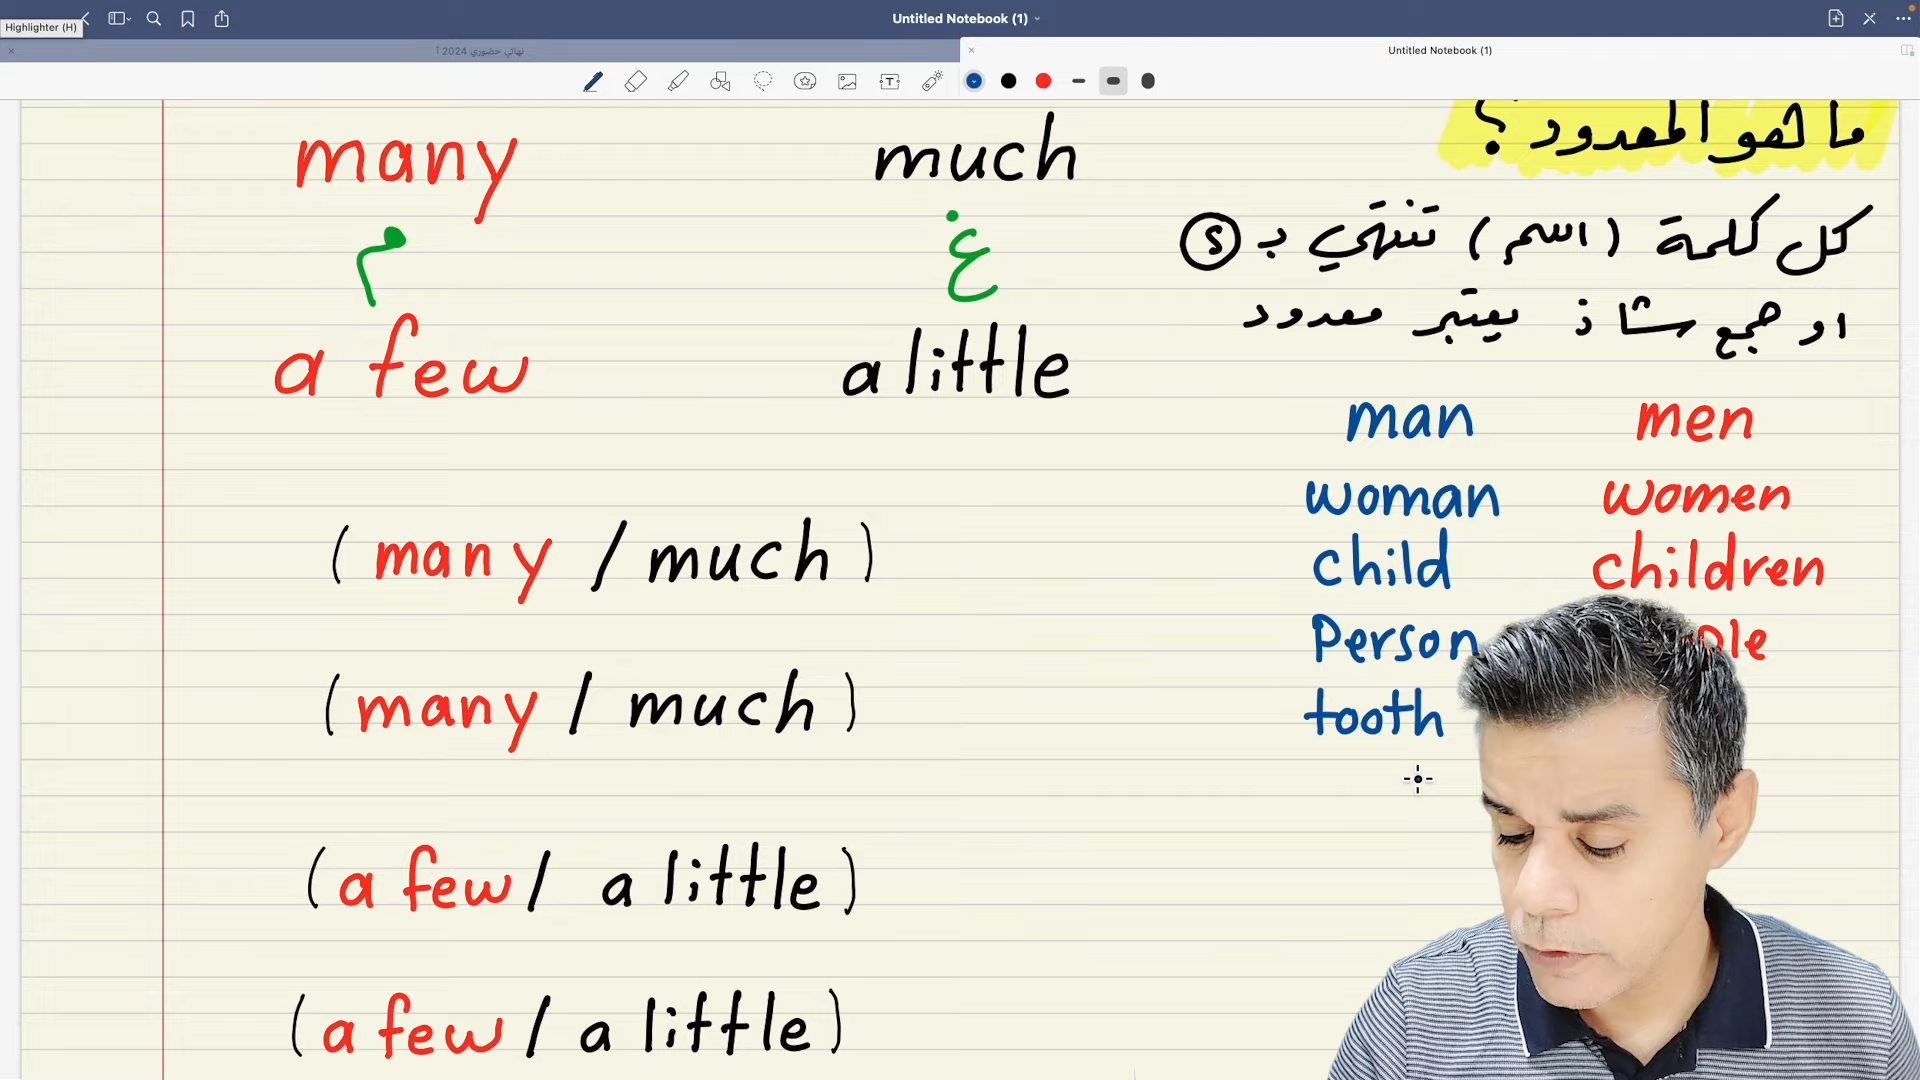 Highlighter (H)
Untitled Notebook (1)
نهائي حضوري 2024 أ
Untitled Notebook (1)
many
much
م
غ
a few
a little
( many / much )
( many / much )
( a few / a little )
( a few / a little )
ما هو المعدود ؟
كل كلمة ( اسم ) تنتهي بـ s
او جمع شاذ يعتبر معدود
man men
woman women
child children
Person
tooth